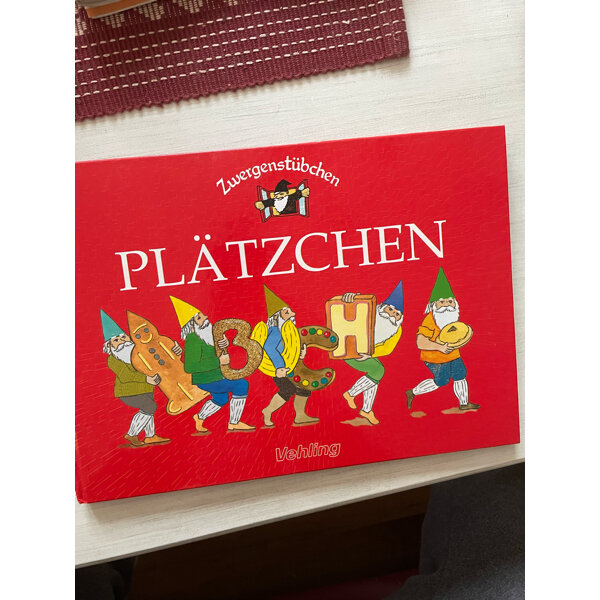 Zwergenstübchen
PLÄTZCHEN
B C H
Vehling